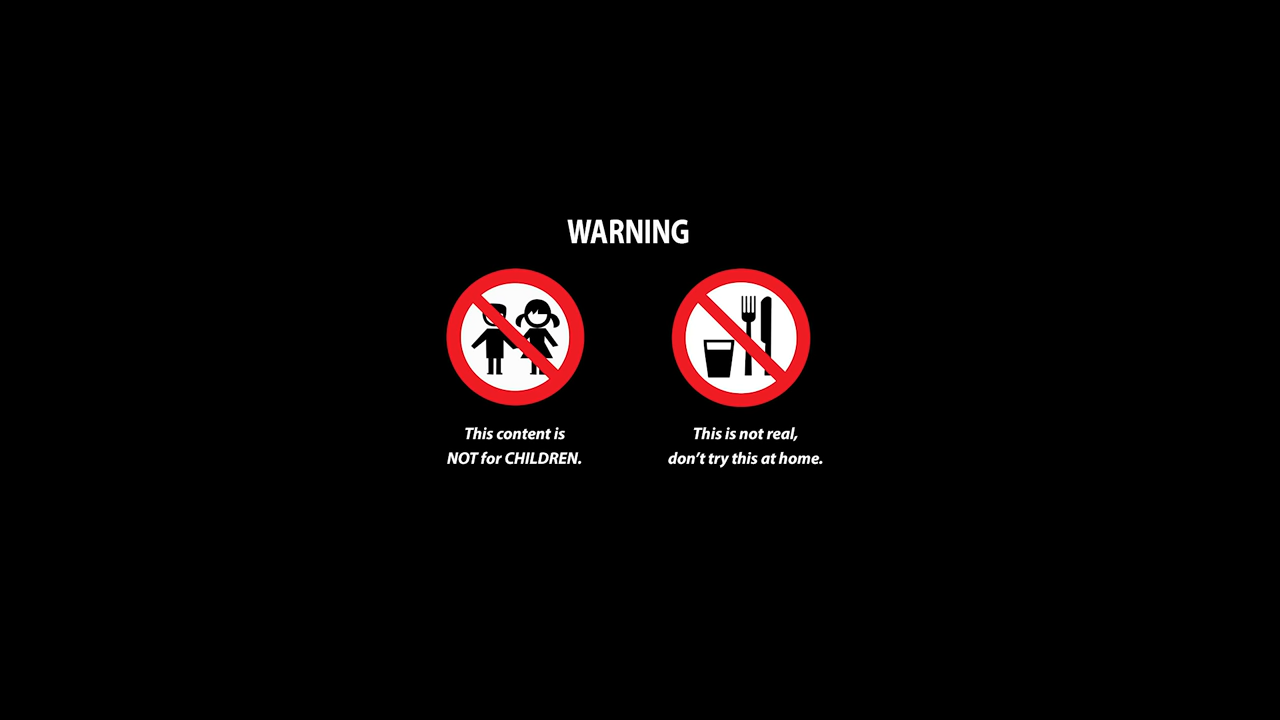 WARNING
This content is
NOT for CHILDREN.
This is not real,
don't try this at home.